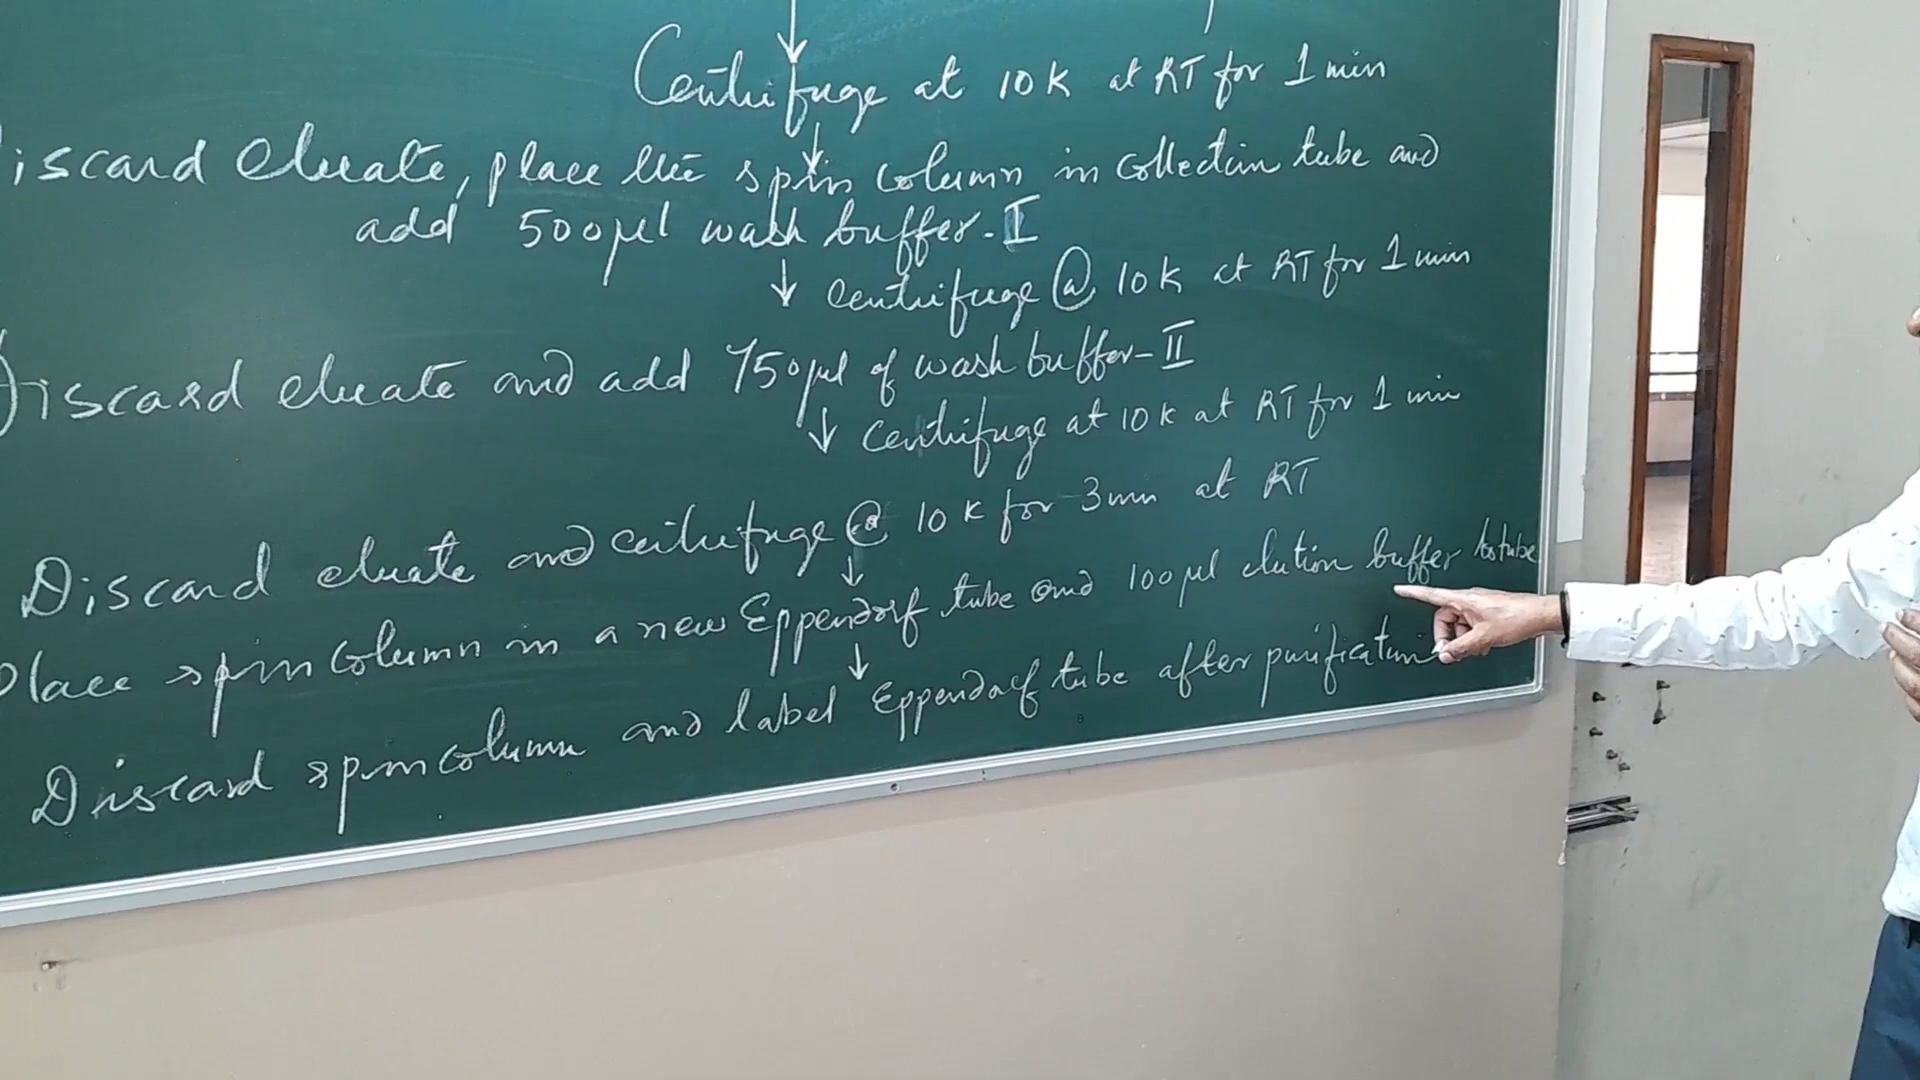 Centrifuge at 10K at RT for 1 min
iscard eluate, place the spin column in collection tube and
add 500µl wash buffer-I
centrifuge @ 10K at RT for 1 min
Discard eluate and add 750µl of wash buffer-II
centrifuge at 10K at RT for 1 min
Discard eluate and centrifuge @ 10K for 3min at RT
Place spin column in a new Eppendorf tube and 100µl elution buffer to tube
Discard spin column and label Eppendorf tube after purification